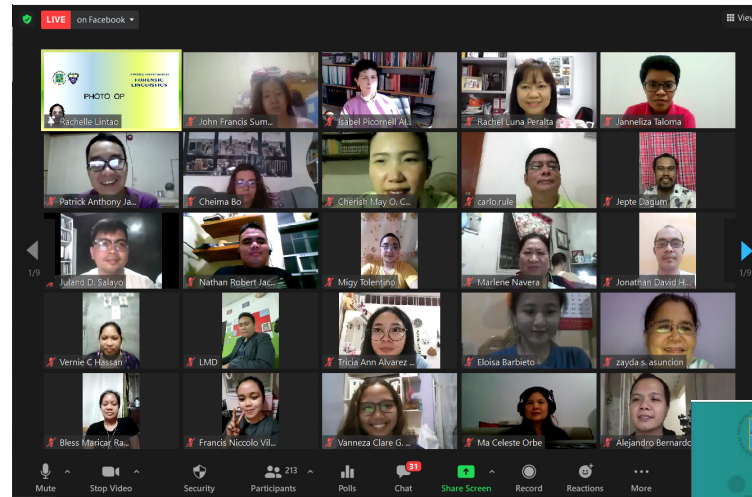 LIVE on Facebook
View
FORENSIC
LINGUISTICS
PHOTO OP
Rachelle Lintao
John Francis Sum...
Isabel Picornell Al...
Rachel Luna Peralta
Janneliza Taloma
Patrick Anthony Ja...
Cheima Bo
Cherish May O. C...
carlo.rule
Jepte Dagum
1/9
1/9
Juland D. Salayo
Nathan Robert Jac...
Migy Tolentino
Marlene Navera
Jonathan David H...
Vernie C Hassan
LMD
Tricia Ann Alvarez ...
Eloisa Barbieto
zayda s. asuncion
Bless Maricar Ra...
Francis Niccolo Vil...
Vanneza Clare G. ...
Ma Celeste Orbe
Alejandro Bernardo
213
31
Mute
Stop Video
Security
Participants
Polls
Chat
Share Screen
Record
Reactions
More